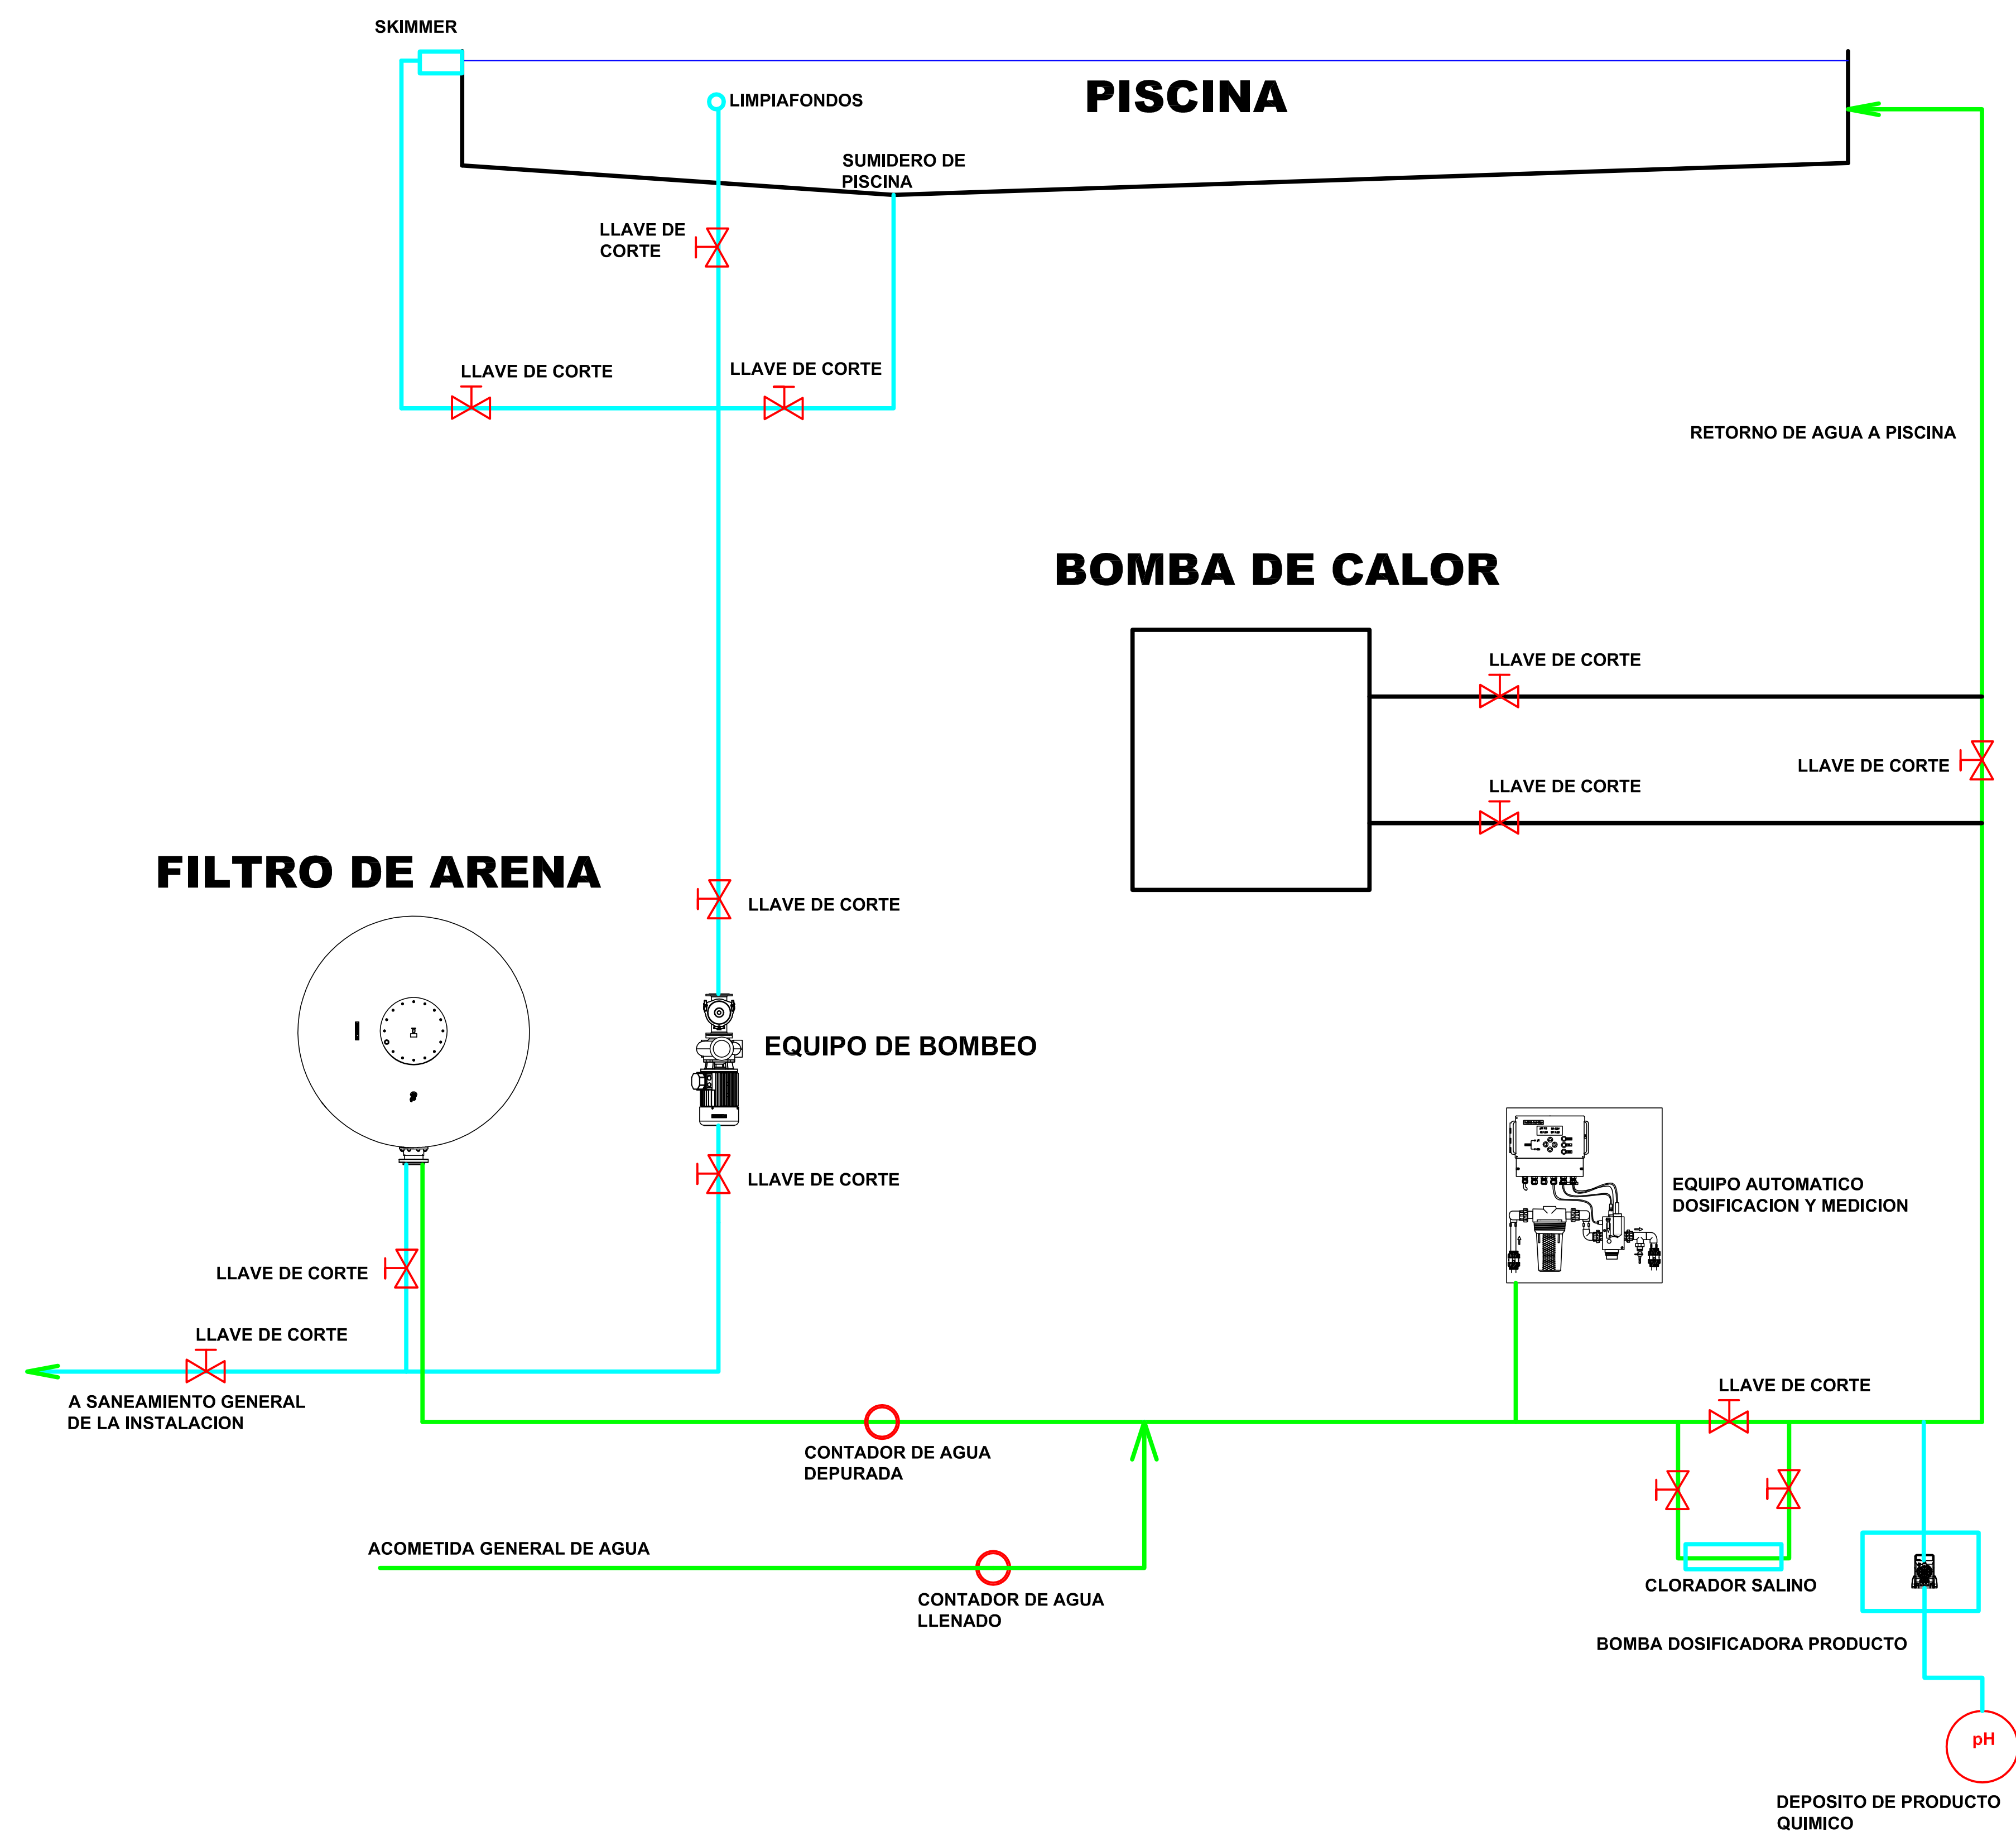 SKIMMER
PISCINA
LIMPIAFONDOS
SUMIDERO DE
PISCINA
LLAVE DE
CORTE
LLAVE DE CORTE
LLAVE DE CORTE
RETORNO DE AGUA A PISCINA
BOMBA DE CALOR
LLAVE DE CORTE
LLAVE DE CORTE
LLAVE DE CORTE
FILTRO DE ARENA
LLAVE DE CORTE
EQUIPO DE BOMBEO
LLAVE DE CORTE
EQUIPO AUTOMATICO
DOSIFICACION Y MEDICION
LLAVE DE CORTE
LLAVE DE CORTE
A SANEAMIENTO GENERAL
DE LA INSTALACION
LLAVE DE CORTE
CONTADOR DE AGUA
DEPURADA
ACOMETIDA GENERAL DE AGUA
CONTADOR DE AGUA
LLENADO
CLORADOR SALINO
BOMBA DOSIFICADORA PRODUCTO
pH
DEPOSITO DE PRODUCTO
QUIMICO